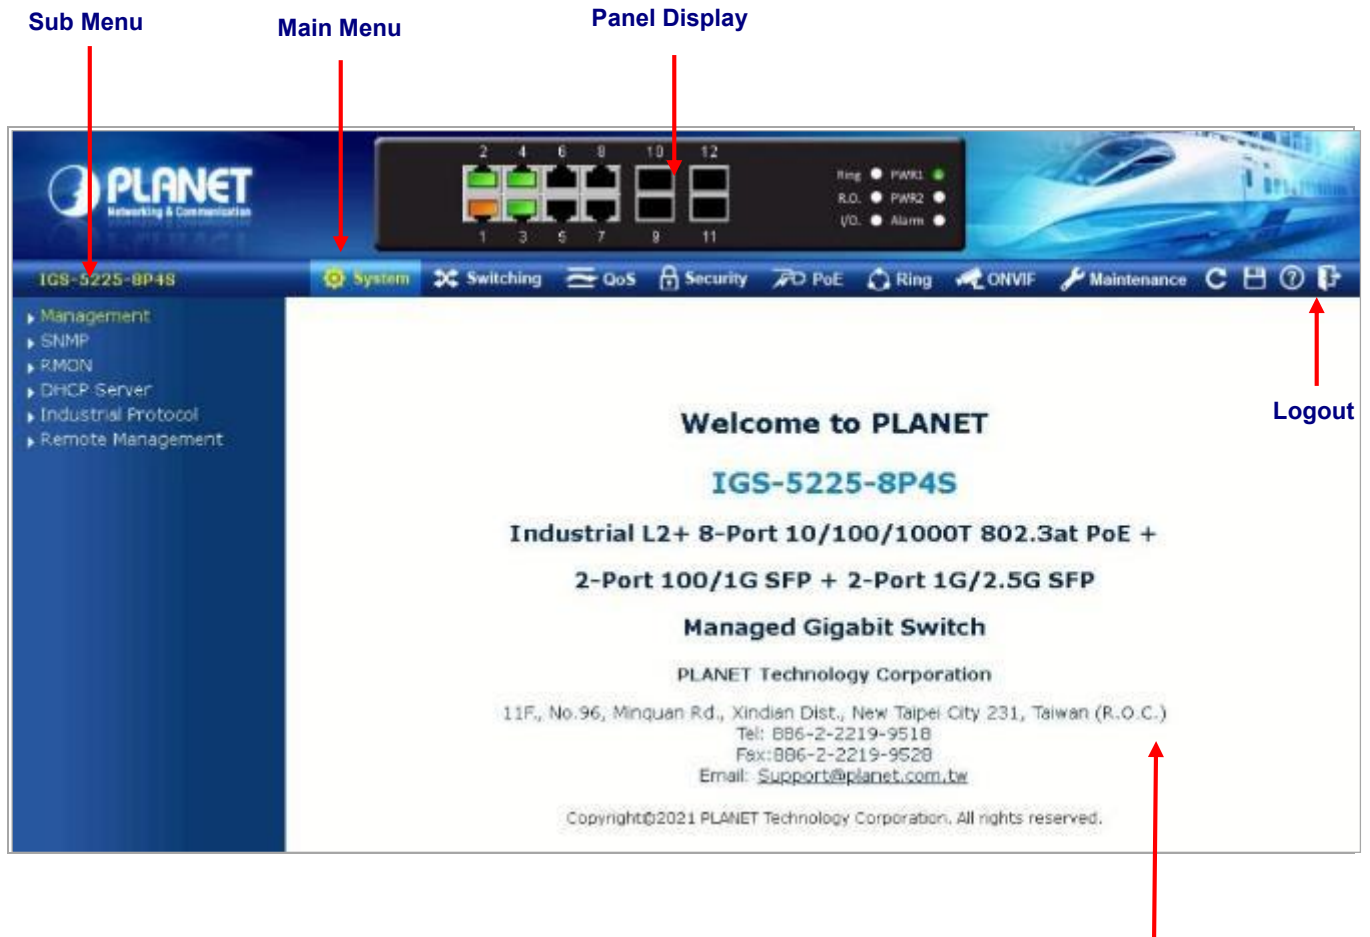 Sub Menu
Main Menu
Panel Display
PLANET
Networking & Communication
2 4 6 8 10 12
1 3 5 7 9 11
Ring PWR1
R.O. PWR2
I/O. Alarm
IGS-5225-8P4S
System Switching QoS Security PoE Ring ONVIF Maintenance
Management
SNMP
RMON
DHCP Server
Industrial Protocol
Remote Management
Logout
Welcome to PLANET
IGS-5225-8P4S
Industrial L2+ 8-Port 10/100/1000T 802.3at PoE +
2-Port 100/1G SFP + 2-Port 1G/2.5G SFP
Managed Gigabit Switch
PLANET Technology Corporation
11F., No.96, Minquan Rd., Xindian Dist., New Taipei City 231, Taiwan (R.O.C.)
Tel: 886-2-2219-9518
Fax:886-2-2219-9528
Email: Support@planet.com.tw
Copyright©2021 PLANET Technology Corporation. All rights reserved.